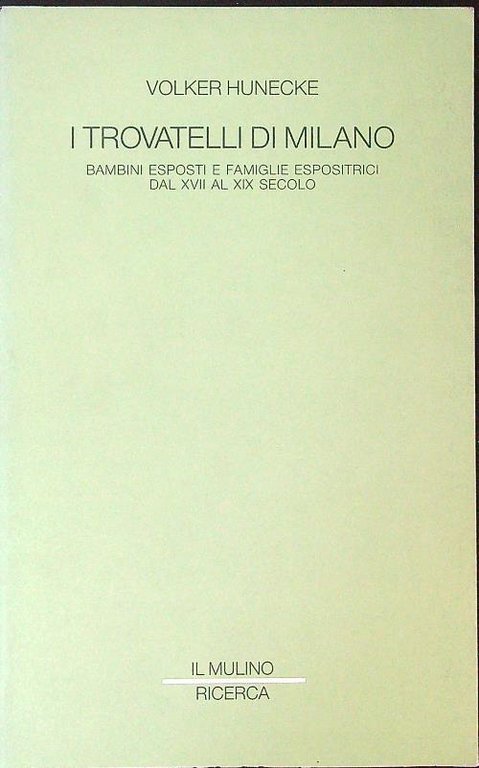 VOLKER HUNECKE
I TROVATELLI DI MILANO
BAMBINI ESPOSTI E FAMIGLIE ESPOSITRICI
DAL XVII AL XIX SECOLO
IL MULINO
RICERCA